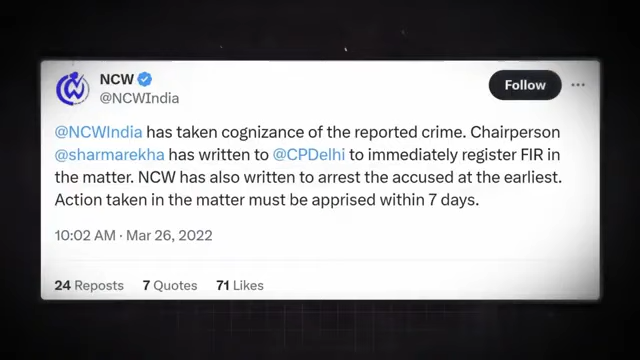 NCW
@NCWIndia
Follow
@NCWIndia has taken cognizance of the reported crime. Chairperson
@sharmarekha has written to @CPDelhi to immediately register FIR in
the matter. NCW has also written to arrest the accused at the earliest.
Action taken in the matter must be apprised within 7 days.
10:02 AM · Mar 26, 2022
24 Reposts 7 Quotes 71 Likes